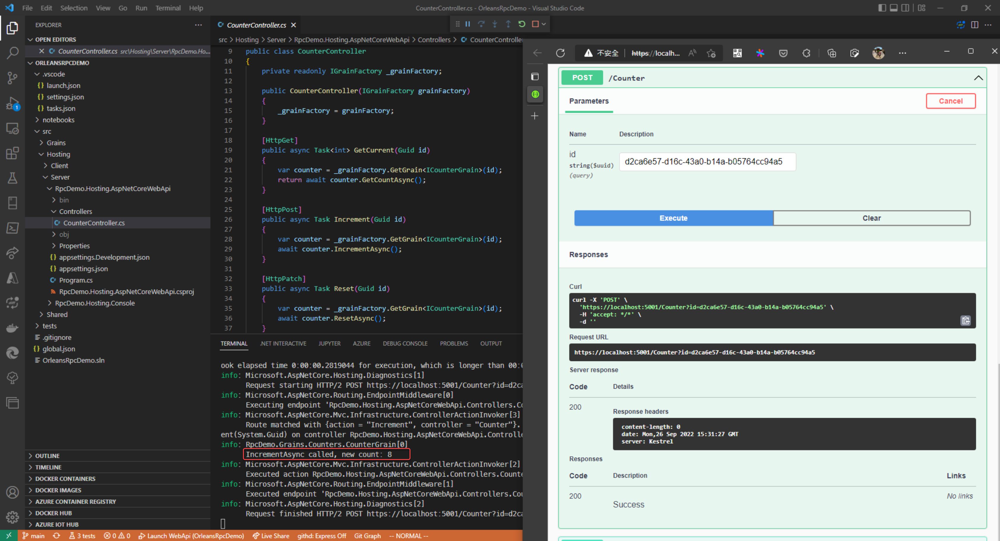 File Edit Selection View Go Run Terminal Help
CounterController.cs - OrleansRpcDemo - Visual Studio Code
EXPLORER
OPEN EDITORS
CounterController.cs src\Hosting\Server\RpcDemo.Ho...
ORLEANSRPCDEMO
.vscode
launch.json
settings.json
tasks.json
notebooks
src
Grains
Hosting
Client
Server
RpcDemo.Hosting.AspNetCoreWebApi
bin
Controllers
CounterController.cs
obj
Properties
appsettings.Development.json
appsettings.json
Program.cs
RpcDemo.Hosting.AspNetCoreWebApi.csproj
RpcDemo.Hosting.Console
Shared
tests
.gitignore
global.json
OrleansRpcDemo.sln
OUTLINE
TIMELINE
DOCKER CONTAINERS
DOCKER IMAGES
AZURE CONTAINER REGISTRY
DOCKER HUB
AZURE IOT HUB
1
CounterController.cs
src > Hosting > Server > RpcDemo.Hosting.AspNetCoreWebApi > Controllers > CounterController
9 public class CounterController
10 {
11 private readonly IGrainFactory _grainFactory;
12
13 public CounterController(IGrainFactory grainFactory)
14 {
15 _grainFactory = grainFactory;
16 }
17
18 [HttpGet]
19 public async Task<int> GetCurrent(Guid id)
20 {
21 var counter = _grainFactory.GetGrain<ICounterGrain>(id);
22 return await counter.GetCountAsync();
23 }
24
25 [HttpPost]
26 public async Task Increment(Guid id)
27 {
28 var counter = _grainFactory.GetGrain<ICounterGrain>(id);
29 await counter.IncrementAsync();
30 }
31
32 [HttpPatch]
33 public async Task Reset(Guid id)
34 {
35 var counter = _grainFactory.GetGrain<ICounterGrain>(id);
36 await counter.ResetAsync();
37 }
TERMINAL .NET INTERACTIVE JUPYTER AZURE DEBUG CONSOLE PROBLEMS OUTPUT
ook elapsed time 0:00:00.2819044 for execution, which is longer than 00:
info: Microsoft.AspNetCore.Hosting.Diagnostics[1]
Request starting HTTP/2 POST https://localhost:5001/Counter?id=d2c
info: Microsoft.AspNetCore.Routing.EndpointMiddleware[0]
Executing endpoint 'RpcDemo.Hosting.AspNetCoreWebApi.Controllers.C
info: Microsoft.AspNetCore.Mvc.Infrastructure.ControllerActionInvoker[3]
Route matched with {action = "Increment", controller = "Counter"}.
ent(System.Guid) on controller RpcDemo.Hosting.AspNetCoreWebApi.Controlle
info: RpcDemo.Grains.Counters.CounterGrain[0]
IncrementAsync called, new count: 8
info: Microsoft.AspNetCore.Mvc.Infrastructure.ControllerActionInvoker[2]
Executed action RpcDemo.Hosting.AspNetCoreWebApi.Controllers.Count
info: Microsoft.AspNetCore.Routing.EndpointMiddleware[1]
Executed endpoint 'RpcDemo.Hosting.AspNetCoreWebApi.Controllers.Co
info: Microsoft.AspNetCore.Hosting.Diagnostics[2]
Request finished HTTP/2 POST https://localhost:5001/Counter?id=d2c
main 3 tests 0 0 Launch WebApi (OrleansRpcDemo) Live Share githd: Express Off Git Graph -- NORMAL --
不安全 https://localh...
POST /Counter
Parameters
Cancel
Name Description
id
string($uuid)
(query)
d2ca6e57-d16c-43a0-b14a-b05764cc94a5
Execute Clear
Responses
Curl
curl -X 'POST' \
'https://localhost:5001/Counter?id=d2ca6e57-d16c-43a0-b14a-b05764cc94a5' \
-H 'accept: */*' \
-d ''
Request URL
https://localhost:5001/Counter?id=d2ca6e57-d16c-43a0-b14a-b05764cc94a5
Server response
Code Details
200
Response headers
content-length: 0
date: Mon,26 Sep 2022 15:31:27 GMT
server: Kestrel
Responses
Code Description Links
200
Success
No links